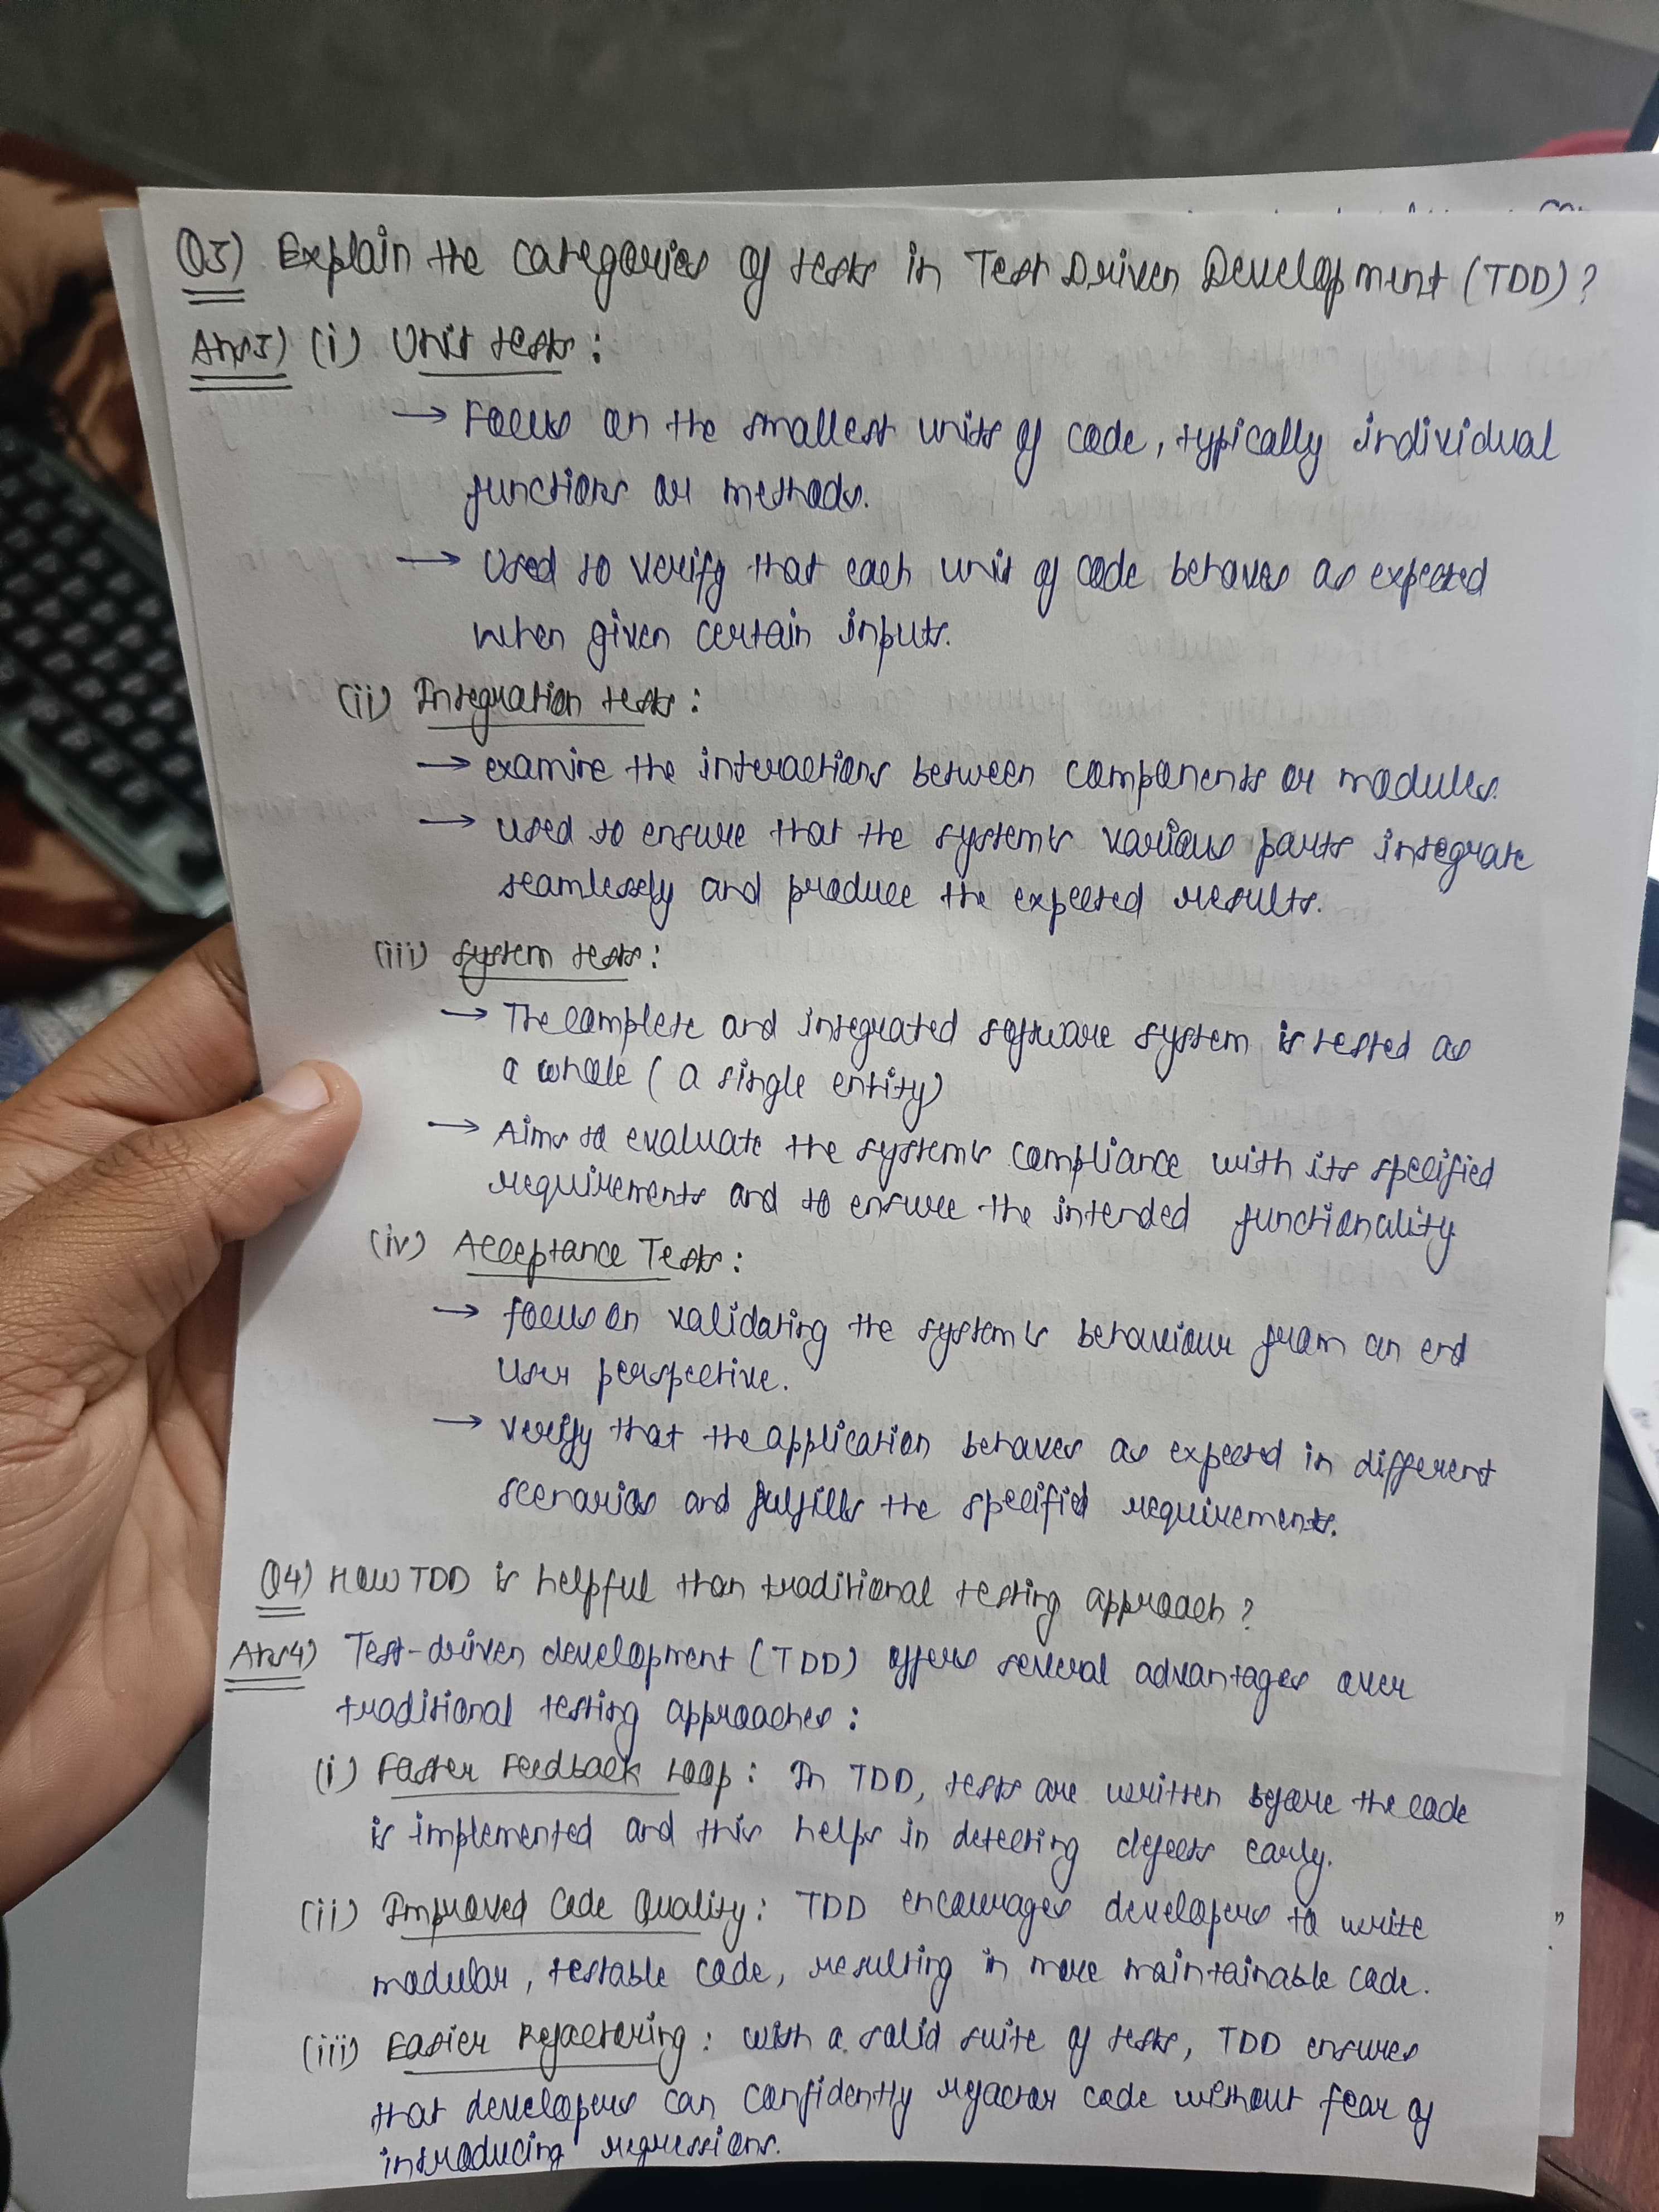 Q3) Explain the categories of tests in Test Driven Development (TDD)?
Ans3) (i) Unit tests:
→ Focus on the smallest units of code, typically individual
functions or methods.
→ Used to verify that each unit of code behaves as expected
when given certain inputs.
(ii) Integration tests:
→ examine the interactions between components or modules.
→ used to ensure that the system's various parts integrate
seamlessly and produce the expected results.
(iii) System tests:
→ The complete and integrated software system is tested as
a whole (a single entity)
→ Aims to evaluate the system's compliance with its specified
requirements and to ensure the intended functionality.
(iv) Acceptance Tests:
→ focus on validating the system's behaviour from an end
user perspective.
→ verify that the application behaves as expected in different
scenarios and fulfills the specified requirements.
Q4) How TDD is helpful than traditional testing approach?
Ans4) Test-driven development (TDD) offers several advantages over
traditional testing approaches:
(i) Faster Feedback Loop: In TDD, tests are written before the code
is implemented and this helps in detecting defects early.
(ii) Improved Code Quality: TDD encourages developers to write
modular, testable code, resulting in more maintainable code.
(iii) Easier Refactoring: with a solid suite of tests, TDD ensures
that developers can confidently refactor code without fear of
introducing regressions.